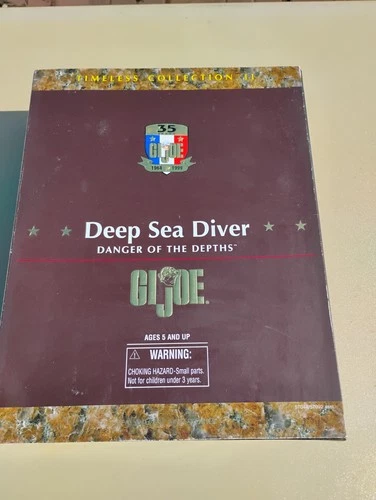 TIMELESS COLLECTION II
35
GI JOE
1964 1999
Deep Sea Diver
DANGER OF THE DEPTHS™
GI JOE.
AGES 5 AND UP
WARNING:
CHOKING HAZARD-Small parts.
Not for children under 3 years.